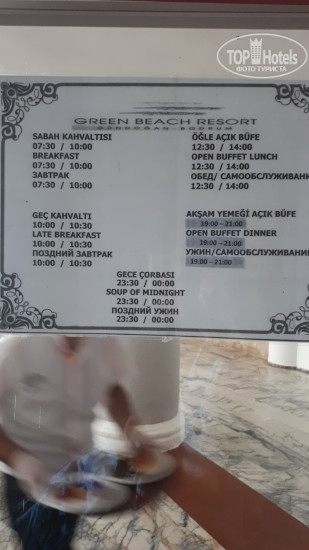 TOPHotels
ФОТО ТУРИСТА
GREEN BEACH RESORT
GÜNDOĞAN - BODRUM
SABAH KAHVALTISI
07:30 / 10:00
BREAKFAST
07:30 / 10:00
ЗАВТРАК
07:30 / 10:00
ÖĞLE AÇIK BÜFE
12:30 / 14:00
OPEN BUFFET LUNCH
12:30 / 14:00
ОБЕД/ САМООБСЛУЖИВАНИ
12:30 / 14:00
GEÇ KAHVALTI
10:00 / 10:30
LATE BREAKFAST
10:00 / 10:30
ПОЗДНИЙ ЗАВТРАК
10:00 / 10:30
AKŞAM YEMEĞİ AÇIK BÜFE
19:00 - 21:00
OPEN BUFFET DINNER
19:00 - 21:00
УЖИН/САМООБСЛУЖИВАНИ
19:00 - 21:00
GECE ÇORBASI
23:30 / 00:00
SOUP OF MIDNIGHT
23:30 / 00:00
ПОЗДНИЙ УЖИН
23:30 / 00:00